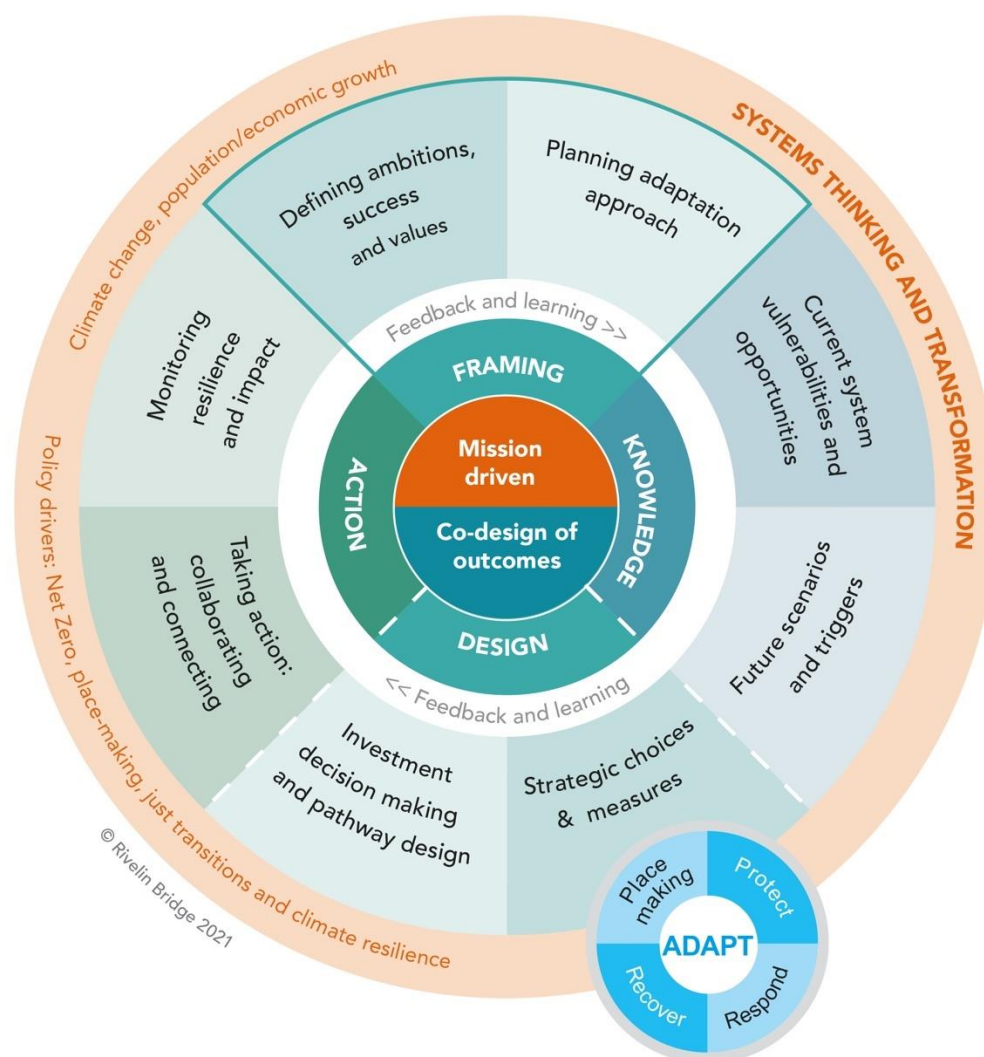 Climate change, population/economic growth
SYSTEMS THINKING AND TRANSFORMATION
Policy drivers: Net Zero, place-making, just transitions and climate resilience
Defining ambitions,
success
and values
Planning adaptation
approach
Current system
vulnerabilities and
opportunities
Future scenarios
and triggers
Strategic choices
& measures
Investment
decision making
and pathway design
Taking action:
collaborating
and connecting
Monitoring
resilience
and impact
Feedback and learning >>
FRAMING
KNOWLEDGE
DESIGN
ACTION
Mission
driven
Co-design of
outcomes
<< Feedback and learning
© Rivelin Bridge 2021
Place
making
Protect
ADAPT
Recover
Respond